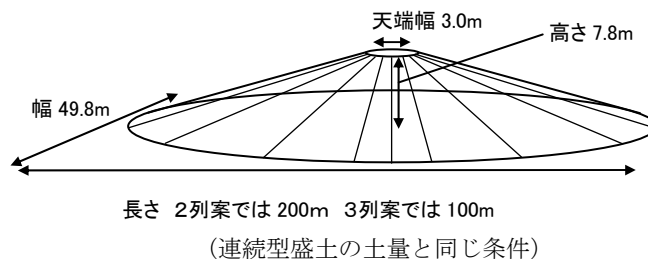 天端幅 3.0m
高さ 7.8m
幅 49.8m
長さ 2列案では 200m 3列案では 100m
（連続型盛土の土量と同じ条件）